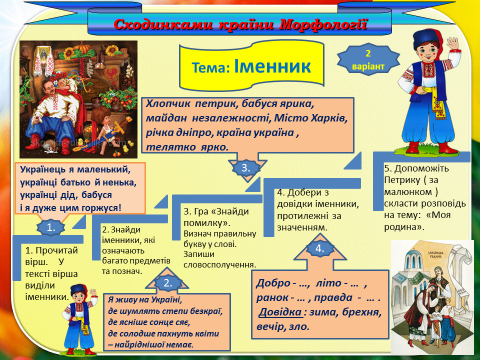 Сходинками країни Морфології
Тема: Іменник
2
варіант
Хлопчик петрик, бабуся ярика,
майдан незалежності, Місто Харків,
річка дніпро, країна україна ,
телятко ярко.
3.
Українець я маленький,
українці батько й ненька,
українці дід, бабуся
і я дуже цим горжуся!
1.
1. Прочитай
вірш. У
тексті вірша
виділи
іменники.
2. Знайди
іменники, які
означають
багато предметів
та познач.
2.
Я живу на Україні,
де шумлять степи безкраї,
де ясніше сонце сяє,
де солодше пахнуть квіти
– найріднішої немає.
3. Гра «Знайди
помилку».
Визнач правильну
букву у слові.
Запиши
словосполучення.
4. Добери з
довідки іменники,
протилежні за
значенням.
4.
Добро - …, літо - … ,
ранок - … , правда - … .
Довідка : зима, брехня,
вечір, зло.
5. Допоможіть
Петрику ( за
малюнком )
скласти розповідь
на тему: «Моя
родина».